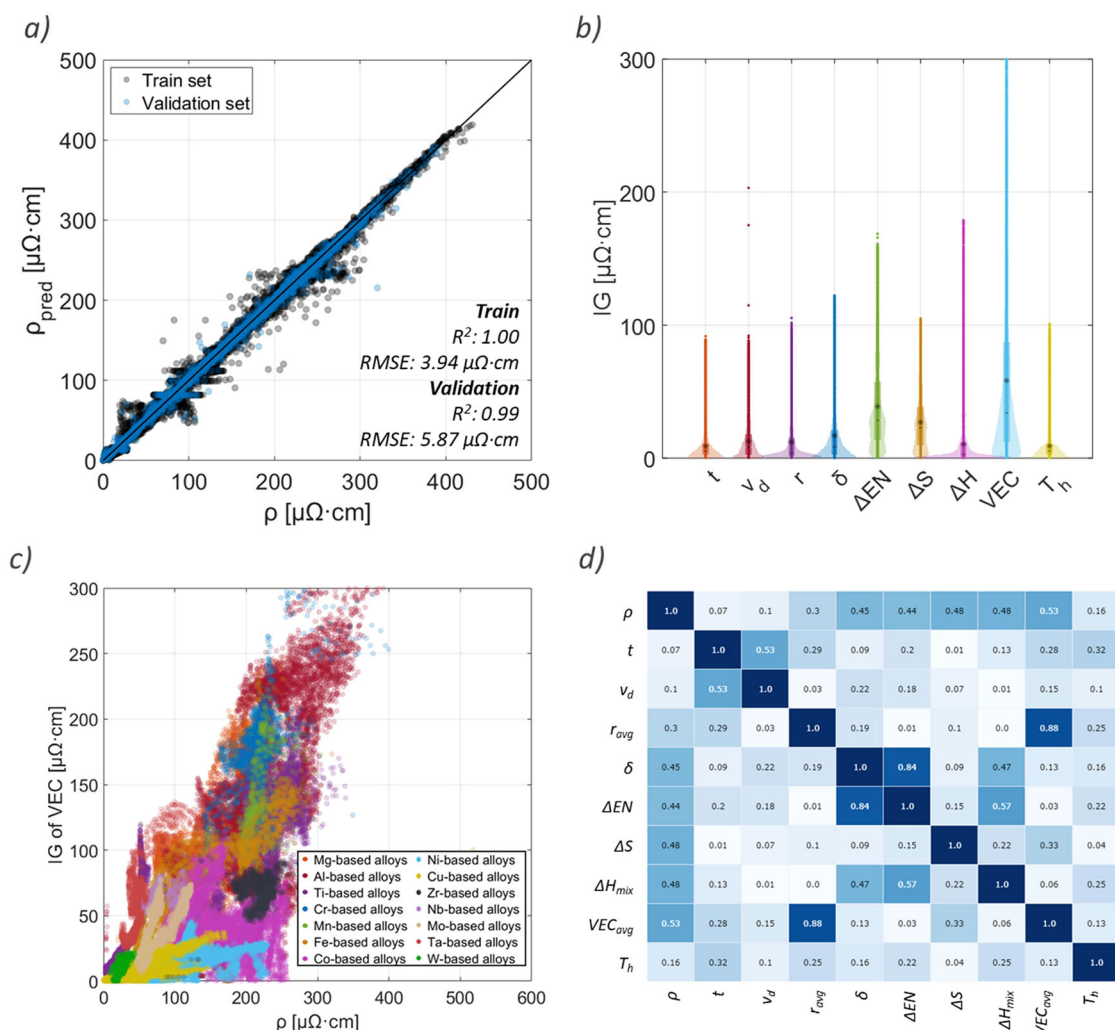 a)
500
400
300
200
100
0
ρpred [μΩ·cm]
Train set
Validation set
Train
R²: 1.00
RMSE: 3.94 μΩ·cm
Validation
R²: 0.99
RMSE: 5.87 μΩ·cm
0 100 200 300 400 500
ρ [μΩ·cm]
b)
300
200
100
0
IG [μΩ·cm]
t v_d r δ ΔEN ΔS ΔH VEC T_h
c)
300
250
200
150
100
50
0
IG of VEC [μΩ·cm]
Mg-based alloys Ni-based alloys
Al-based alloys Cu-based alloys
Ti-based alloys Zr-based alloys
Cr-based alloys Nb-based alloys
Mn-based alloys Mo-based alloys
Fe-based alloys Ta-based alloys
Co-based alloys W-based alloys
0 100 200 300 400 500 600
ρ [μΩ·cm]
d)
ρ 1.0 0.07 0.1 0.3 0.45 0.44 0.48 0.48 0.53 0.16
t 0.07 1.0 0.53 0.29 0.09 0.2 0.01 0.13 0.28 0.32
v_d 0.1 0.53 1.0 0.03 0.22 0.18 0.07 0.01 0.15 0.1
r_avg 0.3 0.29 0.03 1.0 0.19 0.01 0.1 0.0 0.88 0.25
δ 0.45 0.09 0.22 0.19 1.0 0.84 0.09 0.47 0.13 0.16
ΔEN 0.44 0.2 0.18 0.01 0.84 1.0 0.15 0.57 0.03 0.22
ΔS 0.48 0.01 0.07 0.1 0.09 0.15 1.0 0.22 0.33 0.04
ΔH_mix 0.48 0.13 0.01 0.0 0.47 0.57 0.22 1.0 0.06 0.25
VEC_avg 0.53 0.28 0.15 0.88 0.13 0.03 0.33 0.06 1.0 0.13
T_h 0.16 0.32 0.1 0.25 0.16 0.22 0.04 0.25 0.13 1.0
ρ t v_d r_avg δ ΔEN ΔS ΔH_mix VEC_avg T_h